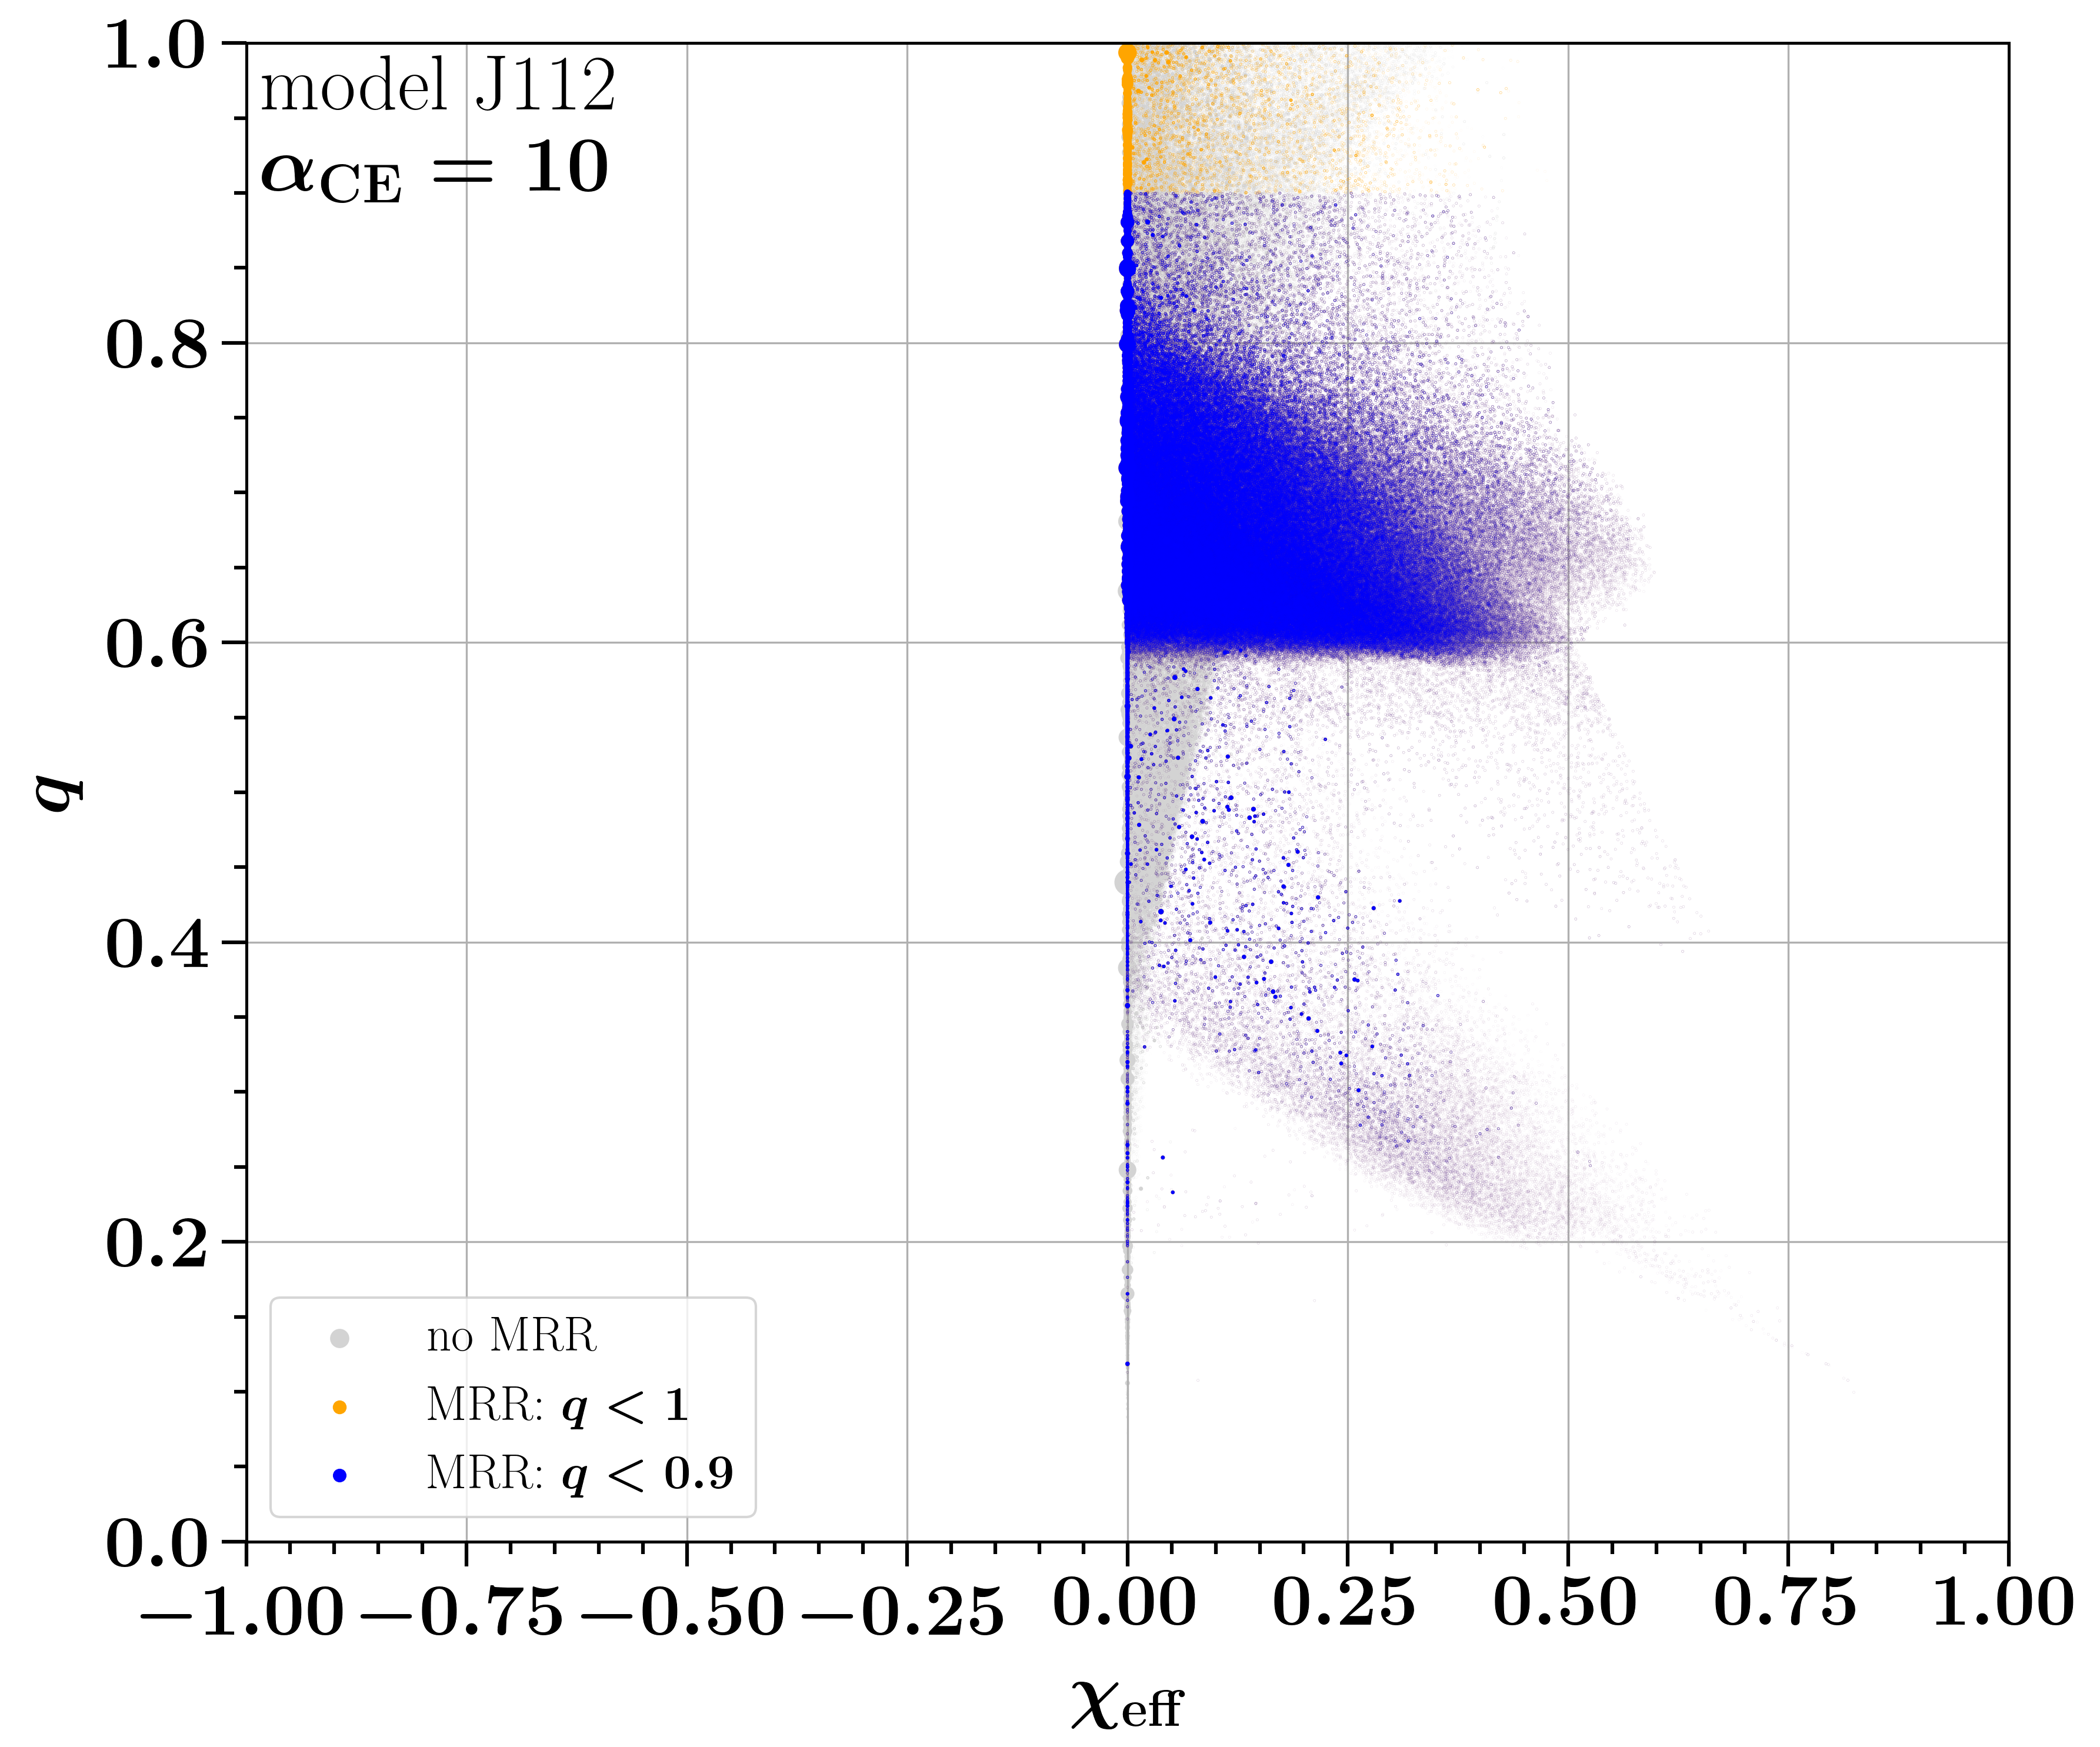 model J112
α_CE = 10
1.0
0.8
0.6
0.4
0.2
0.0
q
no MRR
MRR: q < 1
MRR: q < 0.9
−1.00 −0.75 −0.50 −0.25 0.00 0.25 0.50 0.75 1.00
χ_eff